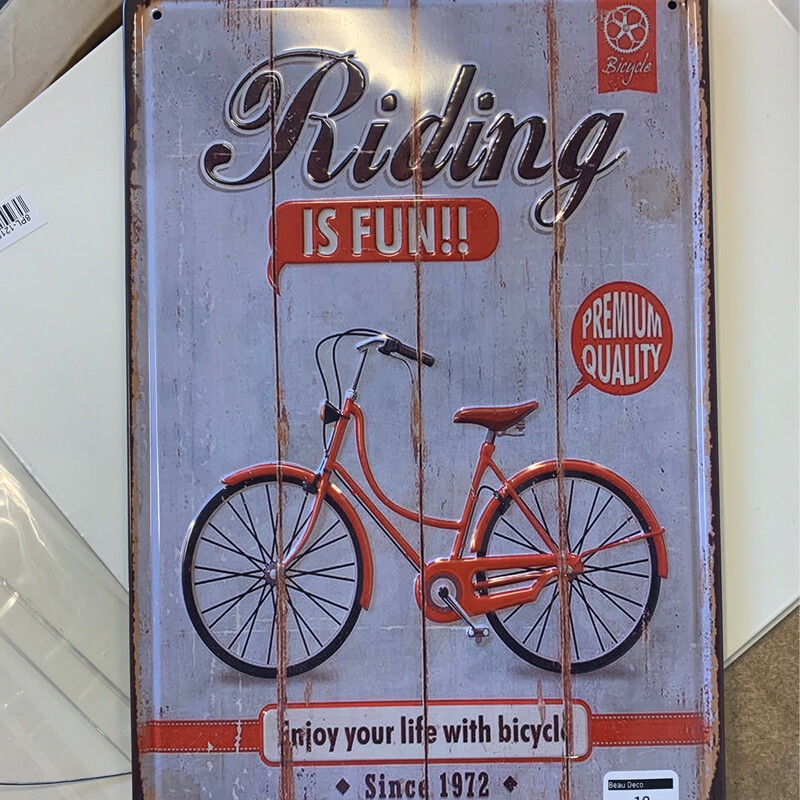 Bicycle
Riding
IS FUN!!
PREMIUM
QUALITY
Enjoy your life with bicycle
Since 1972
Beau Deco